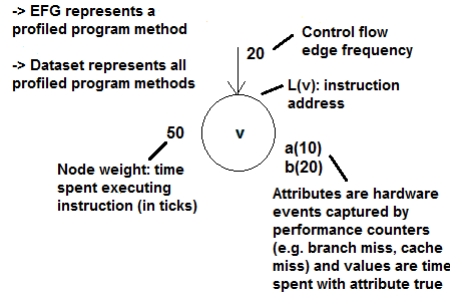 -> EFG represents a
profiled program method
-> Dataset represents all
profiled program methods
Control flow
edge frequency
20
L(v): instruction
address
50
v
a(10)
b(20)
Node weight: time
spent executing
instruction (in ticks)
Attributes are hardware
events captured by
performance counters
(e.g. branch miss, cache
miss) and values are time
spent with attribute true